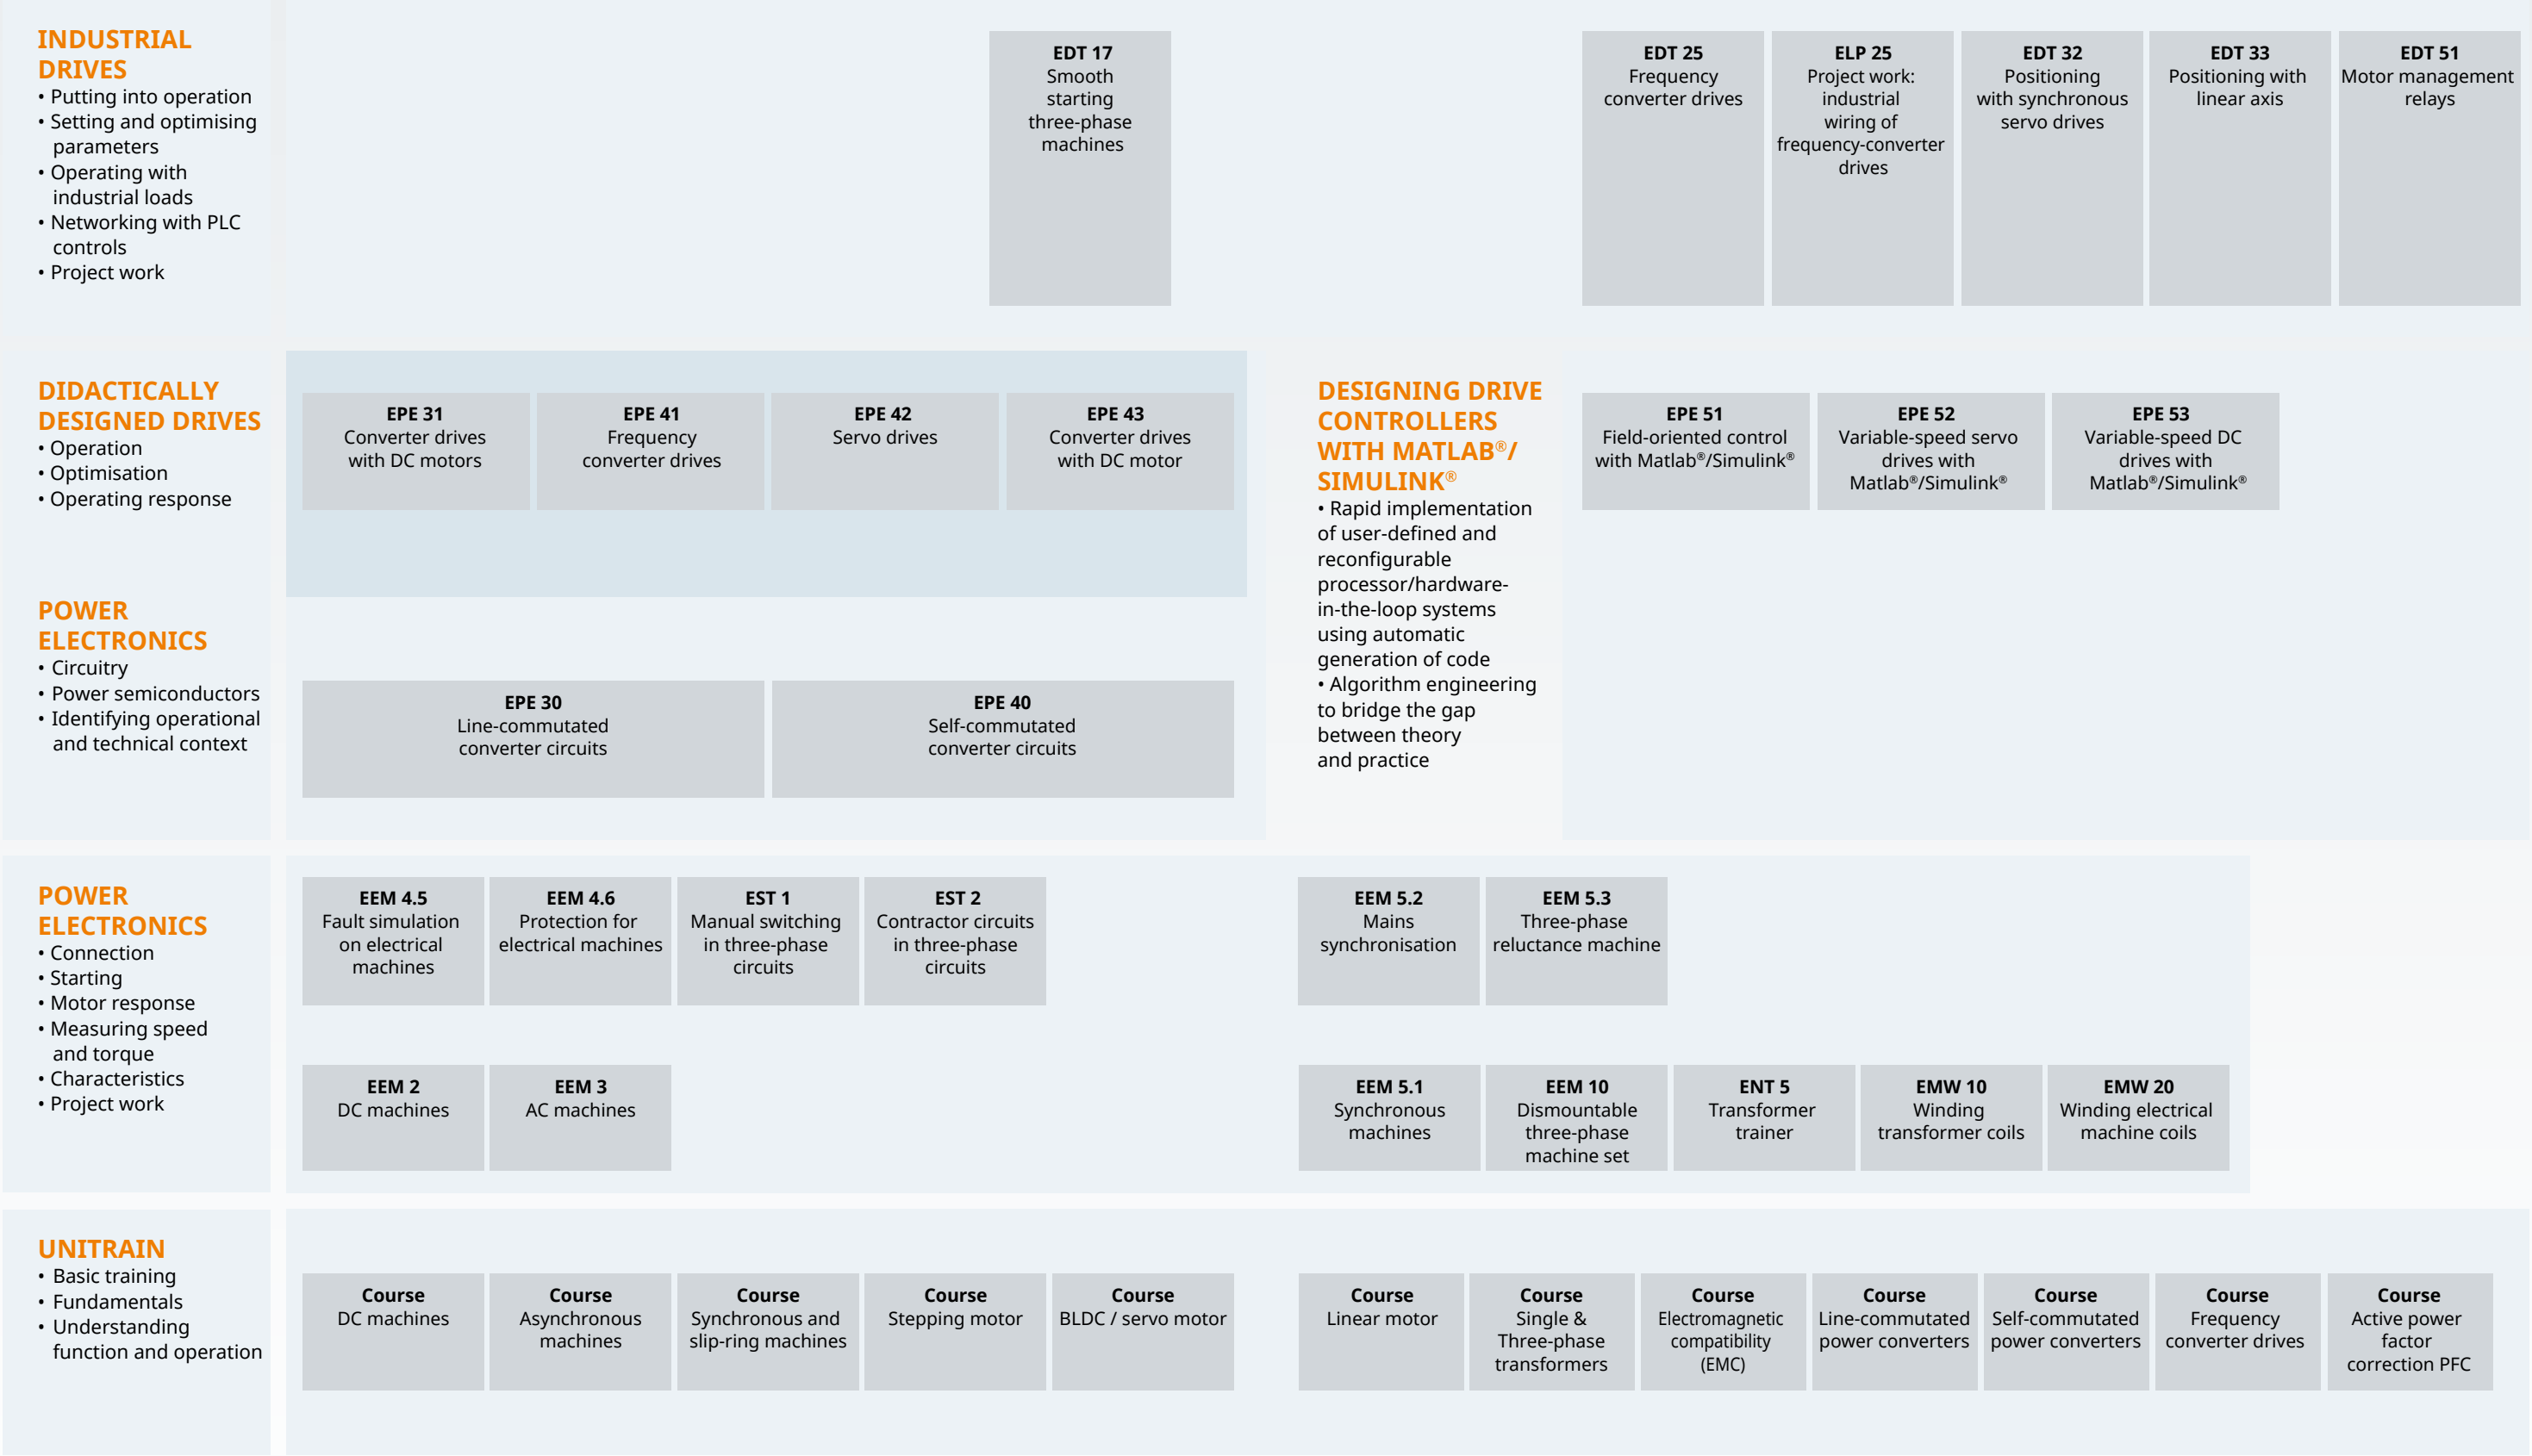 INDUSTRIAL
DRIVES
• Putting into operation
• Setting and optimising
parameters
• Operating with
industrial loads
• Networking with PLC
controls
• Project work
EDT 17
Smooth
starting
three-phase
machines
EDT 25
Frequency
converter drives
ELP 25
Project work:
industrial
wiring of
frequency-converter
drives
EDT 32
Positioning
with synchronous
servo drives
EDT 33
Positioning with
linear axis
EDT 51
Motor management
relays
DIDACTICALLY
DESIGNED DRIVES
• Operation
• Optimisation
• Operating response
EPE 31
Converter drives
with DC motors
EPE 41
Frequency
converter drives
EPE 42
Servo drives
EPE 43
Converter drives
with DC motor
DESIGNING DRIVE
CONTROLLERS
WITH MATLAB®/
SIMULINK®
• Rapid implementation
of user-defined and
reconfigurable
processor/hardware-
in-the-loop systems
using automatic
generation of code
• Algorithm engineering
to bridge the gap
between theory
and practice
EPE 51
Field-oriented control
with Matlab®/Simulink®
EPE 52
Variable-speed servo
drives with
Matlab®/Simulink®
EPE 53
Variable-speed DC
drives with
Matlab®/Simulink®
POWER
ELECTRONICS
• Circuitry
• Power semiconductors
• Identifying operational
and technical context
EPE 30
Line-commutated
converter circuits
EPE 40
Self-commutated
converter circuits
POWER
ELECTRONICS
• Connection
• Starting
• Motor response
• Measuring speed
and torque
• Characteristics
• Project work
EEM 4.5
Fault simulation
on electrical
machines
EEM 4.6
Protection for
electrical machines
EST 1
Manual switching
in three-phase
circuits
EST 2
Contractor circuits
in three-phase
circuits
EEM 5.2
Mains
synchronisation
EEM 5.3
Three-phase
reluctance machine
EEM 2
DC machines
EEM 3
AC machines
EEM 5.1
Synchronous
machines
EEM 10
Dismountable
three-phase
machine set
ENT 5
Transformer
trainer
EMW 10
Winding
transformer coils
EMW 20
Winding electrical
machine coils
UNITRAIN
• Basic training
• Fundamentals
• Understanding
function and operation
Course
DC machines
Course
Asynchronous
machines
Course
Synchronous and
slip-ring machines
Course
Stepping motor
Course
BLDC / servo motor
Course
Linear motor
Course
Single &
Three-phase
transformers
Course
Electromagnetic
compatibility
(EMC)
Course
Line-commutated
power converters
Course
Self-commutated
power converters
Course
Frequency
converter drives
Course
Active power
factor
correction PFC